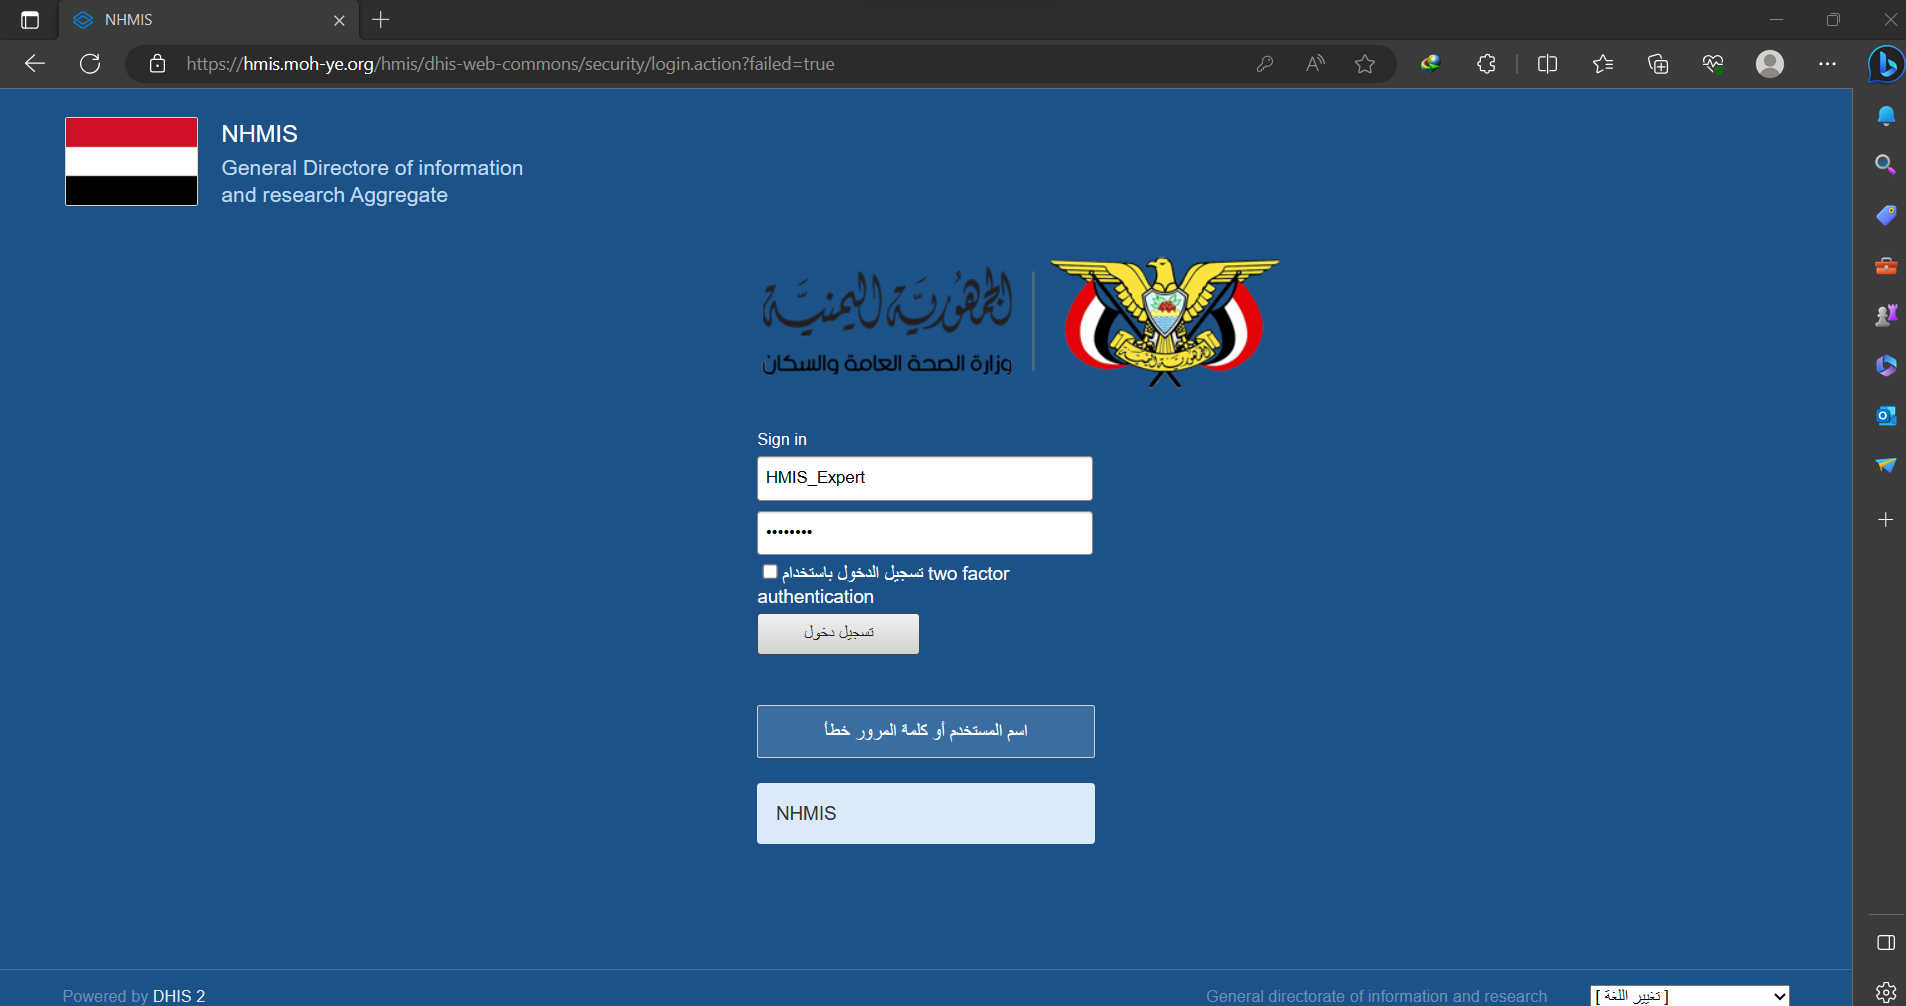 NHMIS
https://hmis.moh-ye.org/hmis/dhis-web-commons/security/login.action?failed=true
NHMIS
General Directore of information
and research Aggregate
الجمهورية اليمنية
وزارة الصحة العامة والسكان
Sign in
HMIS_Expert
••••••••
تسجيل الدخول باستخدام two factor
authentication
تسجيل دخول
اسم المستخدم أو كلمة المرور خطأ
NHMIS
Powered by DHIS 2
General directorate of information and research
[ تغيير اللغة ]